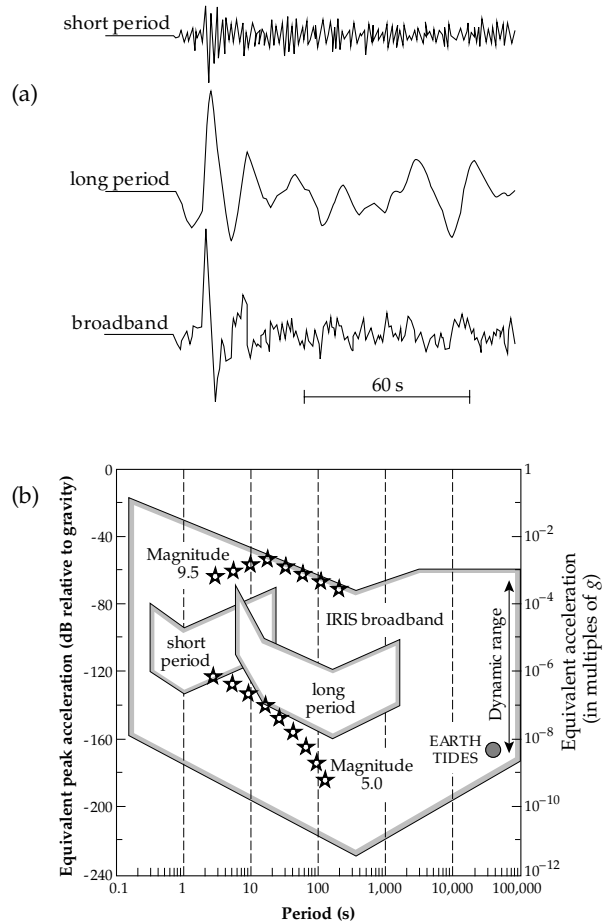 short period
(a)
long period
broadband
60 s
(b)
Equivalent peak acceleration (dB relative to gravity)
0
-40
-80
-120
-160
-200
-240
Magnitude
9.5
IRIS broadband
short
period
long
period
Magnitude
5.0
EARTH
TIDES
Dynamic range
1
10⁻²
10⁻⁴
10⁻⁶
10⁻⁸
10⁻¹⁰
10⁻¹²
Equivalent acceleration
(in multiples of g)
0.1
1
10
100
1,000
10,000
100,000
Period (s)